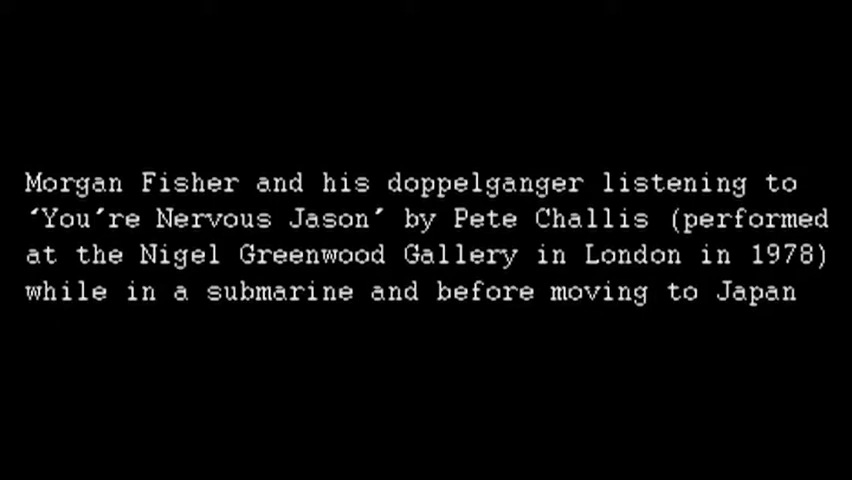 Morgan Fisher and his doppelganger listening to
‘You’re Nervous Jason’ by Pete Challis (performed
at the Nigel Greenwood Gallery in London in 1978)
while in a submarine and before moving to Japan